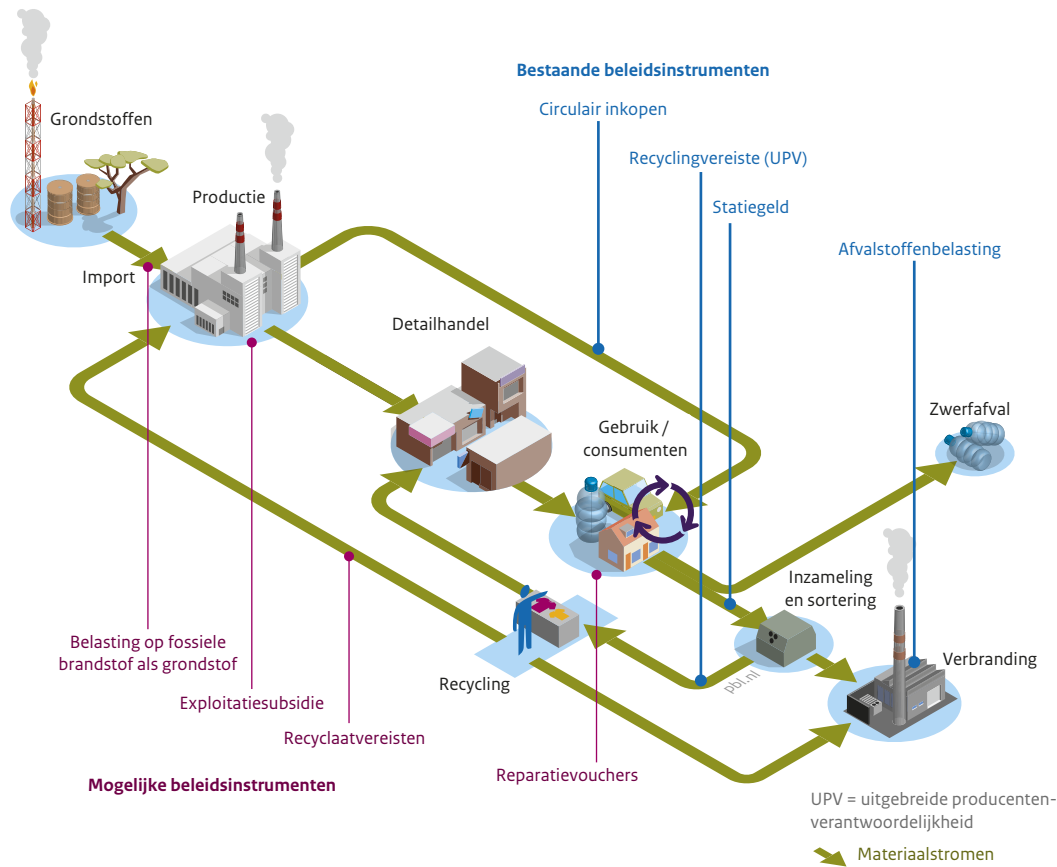 Bestaande beleidsinstrumenten
Circulair inkopen
Grondstoffen
Recyclingvereiste (UPV)
Productie
Statiegeld
Afvalstoffenbelasting
Import
Detailhandel
Zwerfafval
Gebruik /
consumenten
Inzameling
en sortering
Belasting op fossiele
brandstof als grondstof
Verbranding
Recycling
pbl.nl
Exploitatiesubsidie
Recyclaatvereisten
Reparatievouchers
Mogelijke beleidsinstrumenten
UPV = uitgebreide producenten-
verantwoordelijkheid
Materiaalstromen